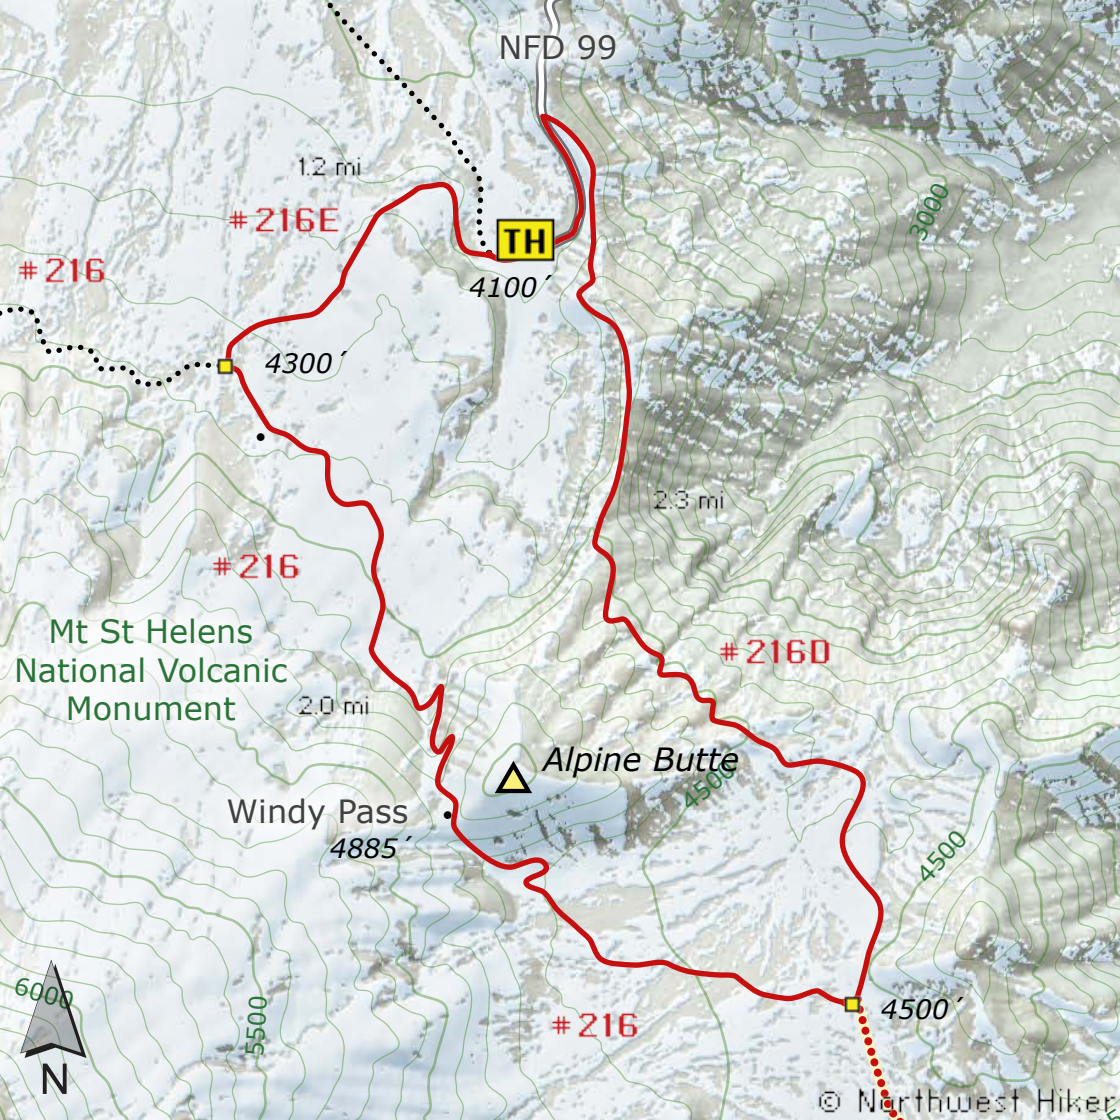 NFD 99
1.2 mi
#216E
3000
TH
#216
4100´
4300´
2.3 mi
#216
Mt St Helens
National Volcanic
Monument
#216D
2.0 mi
Alpine Butte
4500
Windy Pass
4885´
4500
6000
5500
4500´
#216
N
© Northwest Hiker